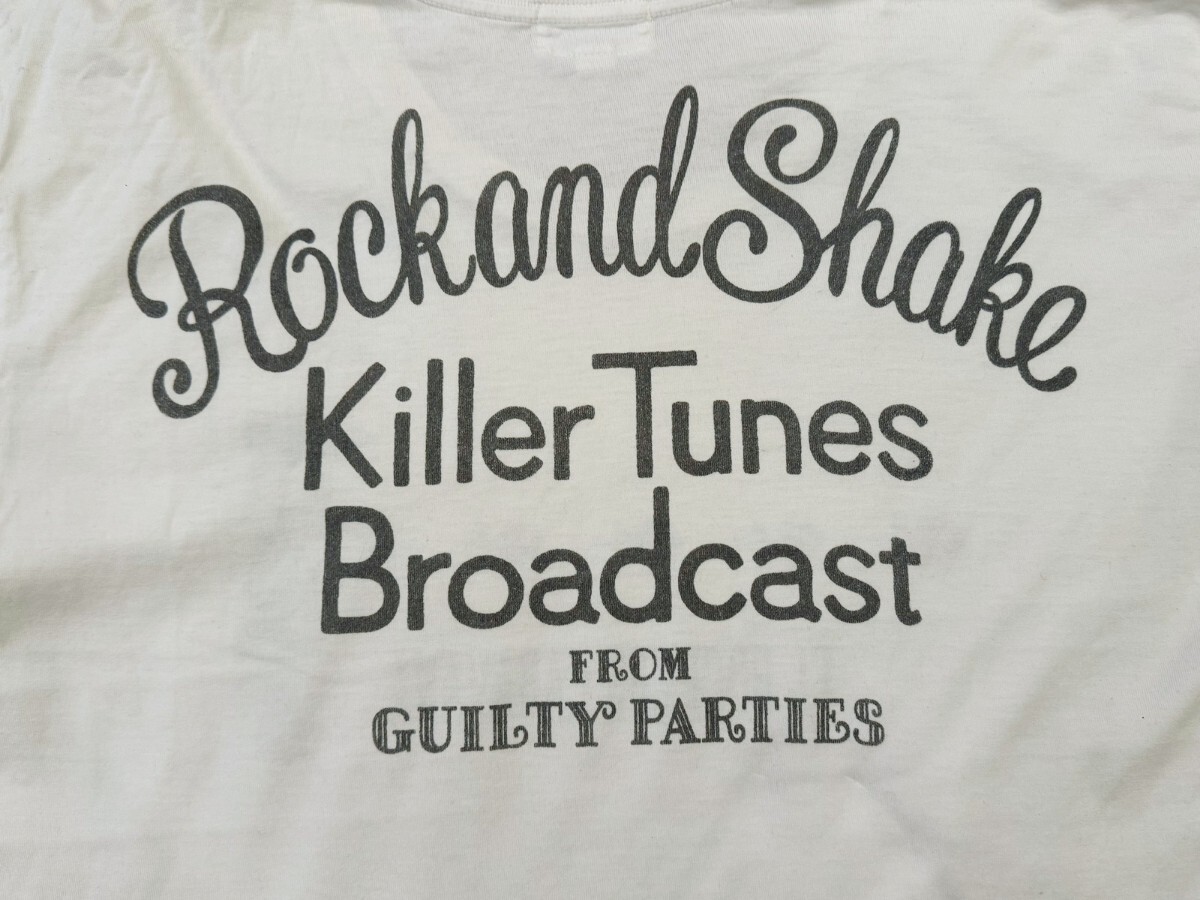 Rock and Shake
Killer Tunes
Broadcast
FROM
GUILTY PARTIES